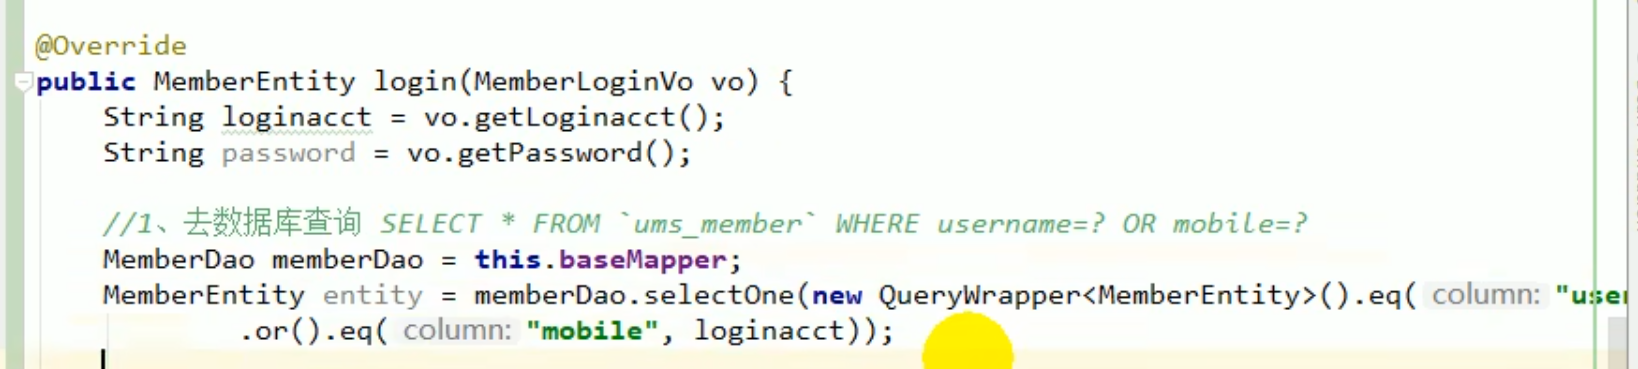 @Override
public MemberEntity login(MemberLoginVo vo) {
String loginacct = vo.getLoginacct();
String password = vo.getPassword();
//1、去数据库查询 SELECT * FROM `ums_member` WHERE username=? OR mobile=?
MemberDao memberDao = this.baseMapper;
MemberEntity entity = memberDao.selectOne(new QueryWrapper<MemberEntity>().eq( column: "use
.or().eq( column: "mobile", loginacct));